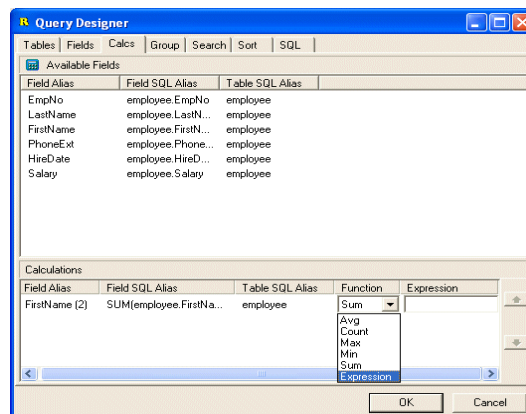 R Query Designer
Tables Fields Calcs Group Search Sort SQL
Available Fields
Field Alias Field SQL Alias Table SQL Alias
EmpNo employee.EmpNo employee
LastName employee.LastN... employee
FirstName employee.FirstN... employee
PhoneExt employee.Phone... employee
HireDate employee.HireD... employee
Salary employee.Salary employee
Calculations
Field Alias Field SQL Alias Table SQL Alias Function Expression
FirstName (2) SUM(employee.FirstNa... employee Sum
Avg
Count
Max
Min
Sum
Expression
OK Cancel